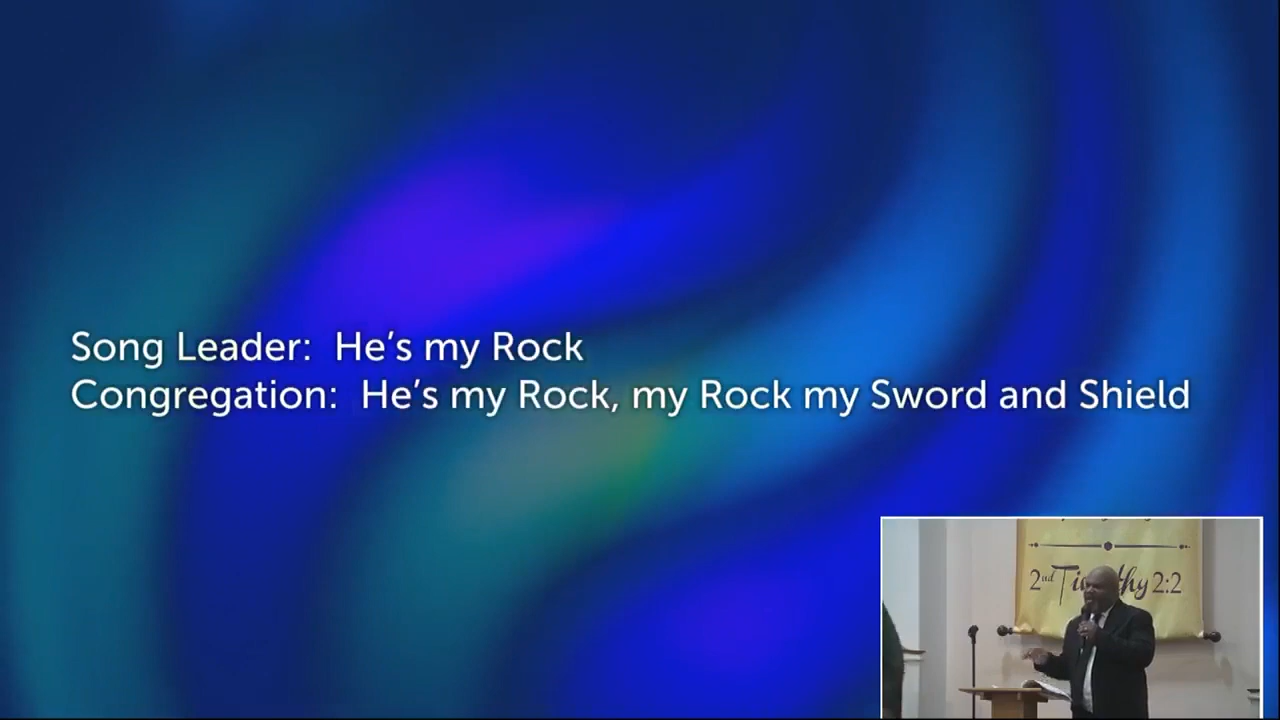 Song Leader:  He’s my Rock
Congregation:  He’s my Rock, my Rock my Sword and Shield
2nd Timothy 2:2